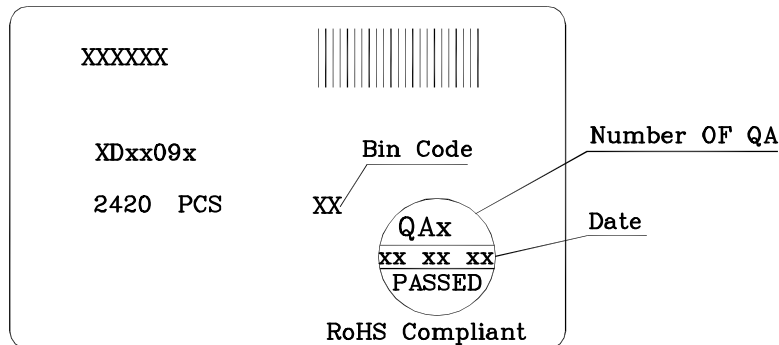 XXXXXX
XDxx09x
Bin Code
Number OF QA
2420 PCS
XX
QAx
Date
xx xx xx
PASSED
RoHS Compliant